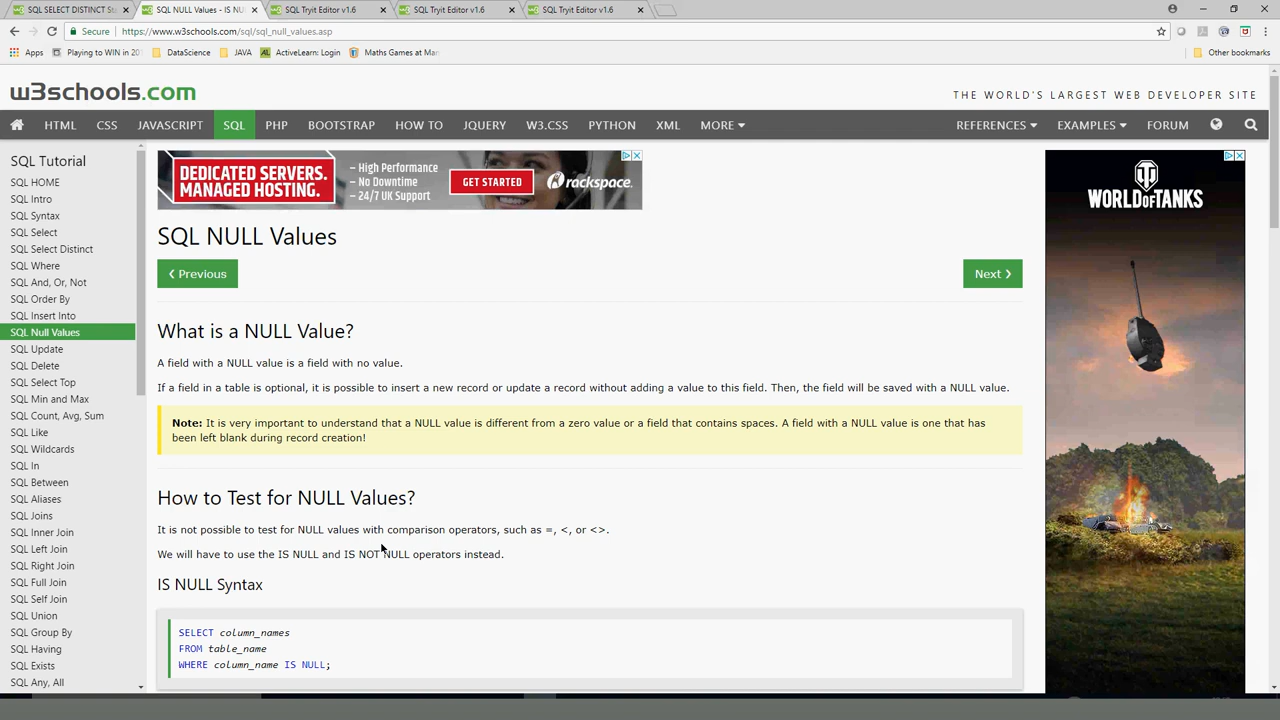 SQL SELECT DISTINCT St
SQL NULL Values - IS NU
SQL Tryit Editor v1.6
SQL Tryit Editor v1.6
SQL Tryit Editor v1.6
Secure
https://www.w3schools.com/sql/sql_null_values.asp
Apps
Playing to WIN in 20
DataScience
JAVA
ActiveLearn: Login
Maths Games at Man
Other bookmarks
w3schools.com
THE WORLD'S LARGEST WEB DEVELOPER SITE
HTML
CSS
JAVASCRIPT
SQL
PHP
BOOTSTRAP
HOW TO
JQUERY
W3.CSS
PYTHON
XML
MORE
REFERENCES
EXAMPLES
FORUM
SQL Tutorial
SQL HOME
SQL Intro
SQL Syntax
SQL Select
SQL Select Distinct
SQL Where
SQL And, Or, Not
SQL Order By
SQL Insert Into
SQL Null Values
SQL Update
SQL Delete
SQL Select Top
SQL Min and Max
SQL Count, Avg, Sum
SQL Like
SQL Wildcards
SQL In
SQL Between
SQL Aliases
SQL Joins
SQL Inner Join
SQL Left Join
SQL Right Join
SQL Full Join
SQL Self Join
SQL Union
SQL Group By
SQL Having
SQL Exists
SQL Any, All
DEDICATED SERVERS.
MANAGED HOSTING.
– High Performance
– No Downtime
– 24/7 UK Support
GET STARTED
rackspace.
SQL NULL Values
❮ Previous
Next ❯
What is a NULL Value?
A field with a NULL value is a field with no value.
If a field in a table is optional, it is possible to insert a new record or update a record without adding a value to this field. Then, the field will be saved with a NULL value.
Note: It is very important to understand that a NULL value is different from a zero value or a field that contains spaces. A field with a NULL value is one that has
been left blank during record creation!
How to Test for NULL Values?
It is not possible to test for NULL values with comparison operators, such as =, <, or <>.
We will have to use the IS NULL and IS NOT NULL operators instead.
IS NULL Syntax
SELECT column_names
FROM table_name
WHERE column_name IS NULL;
WORLD OF TANKS